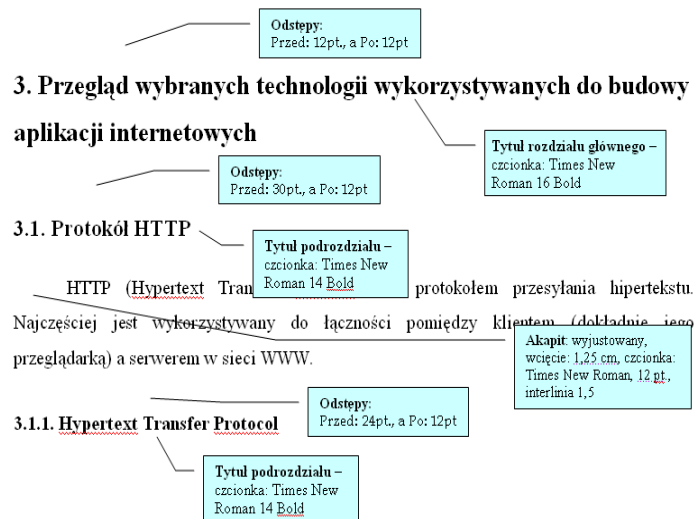 Odstępy:
Przed: 12pt., a Po: 12pt
3. Przegląd wybranych technologii wykorzystywanych do budowy
aplikacji internetowych
Tytuł rozdziału głównego –
czcionka: Times New
Roman 16 Bold
Odstępy:
Przed: 30pt., a Po: 12pt
3.1. Protokół HTTP
Tytuł podrozdziału –
czcionka: Times New
Roman 14 Bold
HTTP (Hypertext Tran protokołem przesyłania hipertekstu.
Najczęściej jest wykorzystywany do łączności pomiędzy klientem (dokładnie jego
przeglądarką) a serwerem w sieci WWW.
Akapit: wyjustowany,
wcięcie: 1,25 cm, czcionka:
Times New Roman, 12 pt.,
interlinia 1,5
Odstępy:
Przed: 24pt., a Po: 12pt
3.1.1. Hypertext Transfer Protocol
Tytuł podrozdziału –
czcionka: Times New
Roman 14 Bold